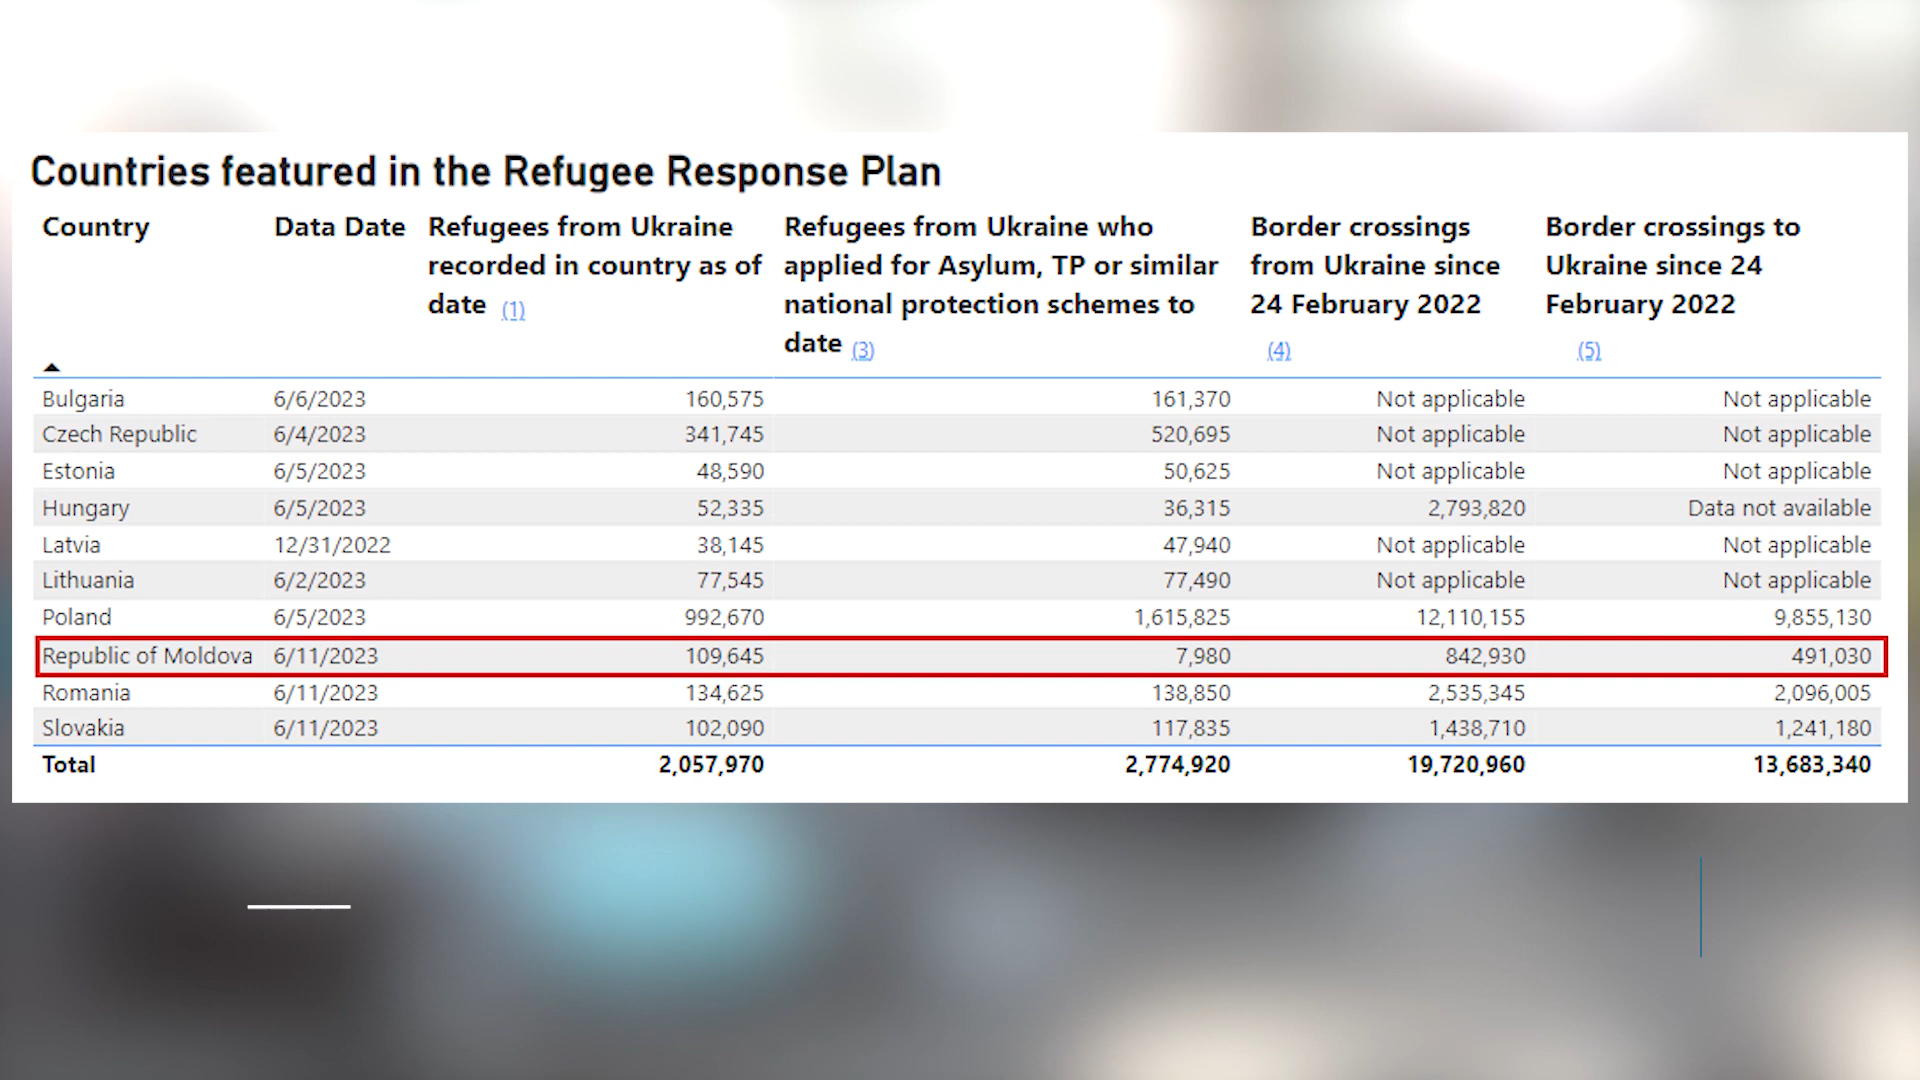 Countries featured in the Refugee Response Plan
Country Data Date Refugees from Ukraine recorded in country as of date (1) Refugees from Ukraine who applied for Asylum, TP or similar national protection schemes to date (3) Border crossings from Ukraine since 24 February 2022 (4) Border crossings to Ukraine since 24 February 2022 (5)
Bulgaria 6/6/2023 160,575 161,370 Not applicable Not applicable
Czech Republic 6/4/2023 341,745 520,695 Not applicable Not applicable
Estonia 6/5/2023 48,590 50,625 Not applicable Not applicable
Hungary 6/5/2023 52,335 36,315 2,793,820 Data not available
Latvia 12/31/2022 38,145 47,940 Not applicable Not applicable
Lithuania 6/2/2023 77,545 77,490 Not applicable Not applicable
Poland 6/5/2023 992,670 1,615,825 12,110,155 9,855,130
Republic of Moldova 6/11/2023 109,645 7,980 842,930 491,030
Romania 6/11/2023 134,625 138,850 2,535,345 2,096,005
Slovakia 6/11/2023 102,090 117,835 1,438,710 1,241,180
Total 2,057,970 2,774,920 19,720,960 13,683,340